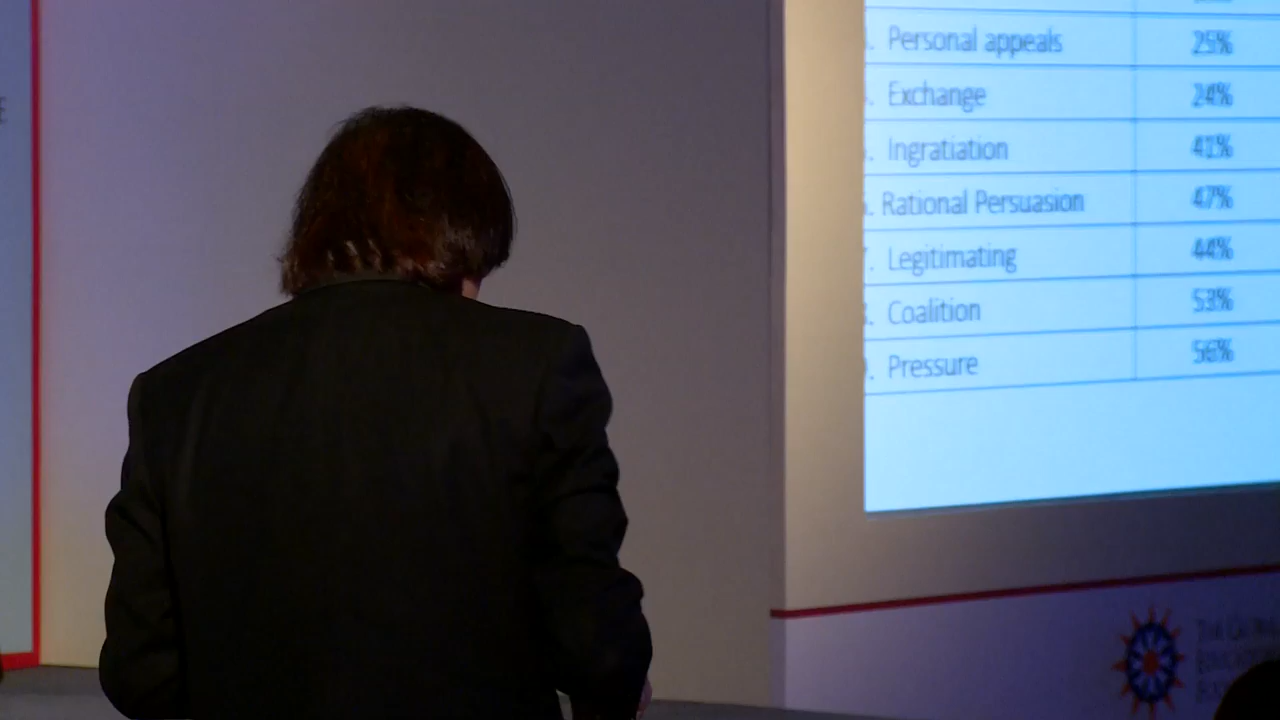 E
. Personal appeals 25%
. Exchange 24%
. Ingratiation 41%
. Rational Persuasion 47%
. Legitimating 44%
. Coalition 53%
. Pressure 56%